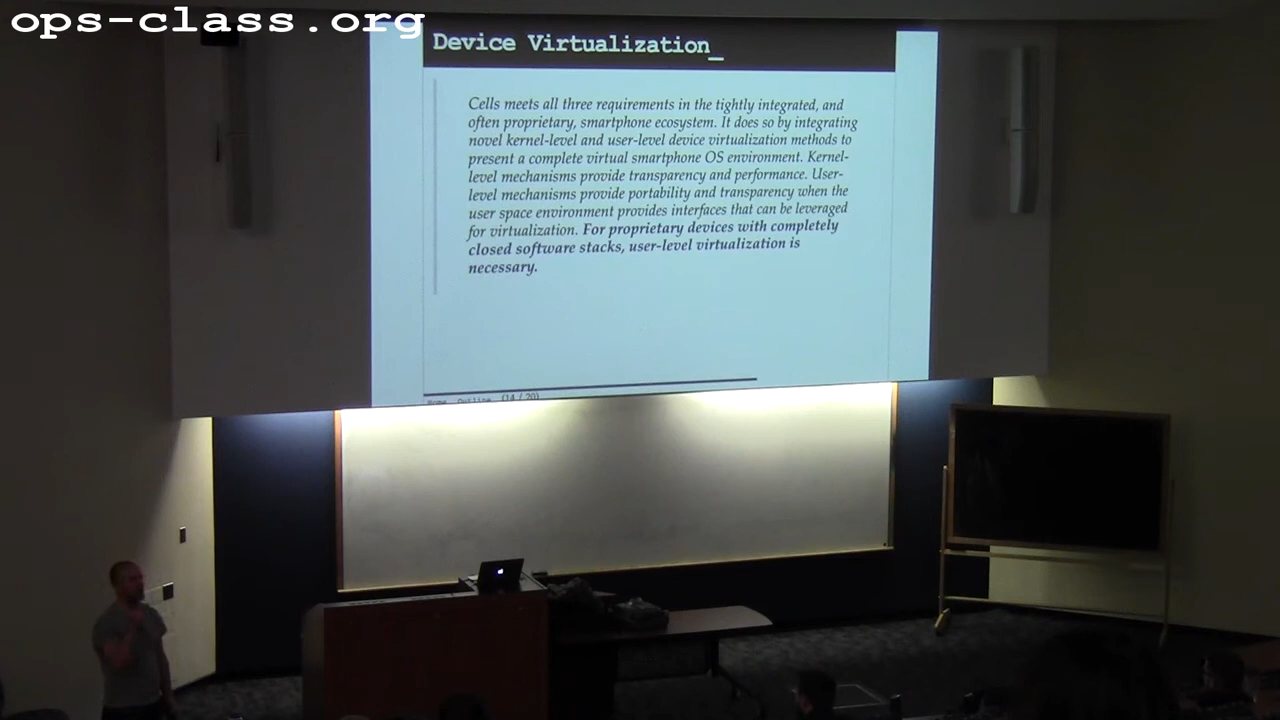 ops-class.org
Device Virtualization_
Cells meets all three requirements in the tightly integrated, and
often proprietary, smartphone ecosystem. It does so by integrating
novel kernel-level and user-level device virtualization methods to
present a complete virtual smartphone OS environment. Kernel-
level mechanisms provide transparency and performance. User-
level mechanisms provide portability and transparency when the
user space environment provides interfaces that can be leveraged
for virtualization. For proprietary devices with completely
closed software stacks, user-level virtualization is
necessary.
Home Outline (14 / 20)